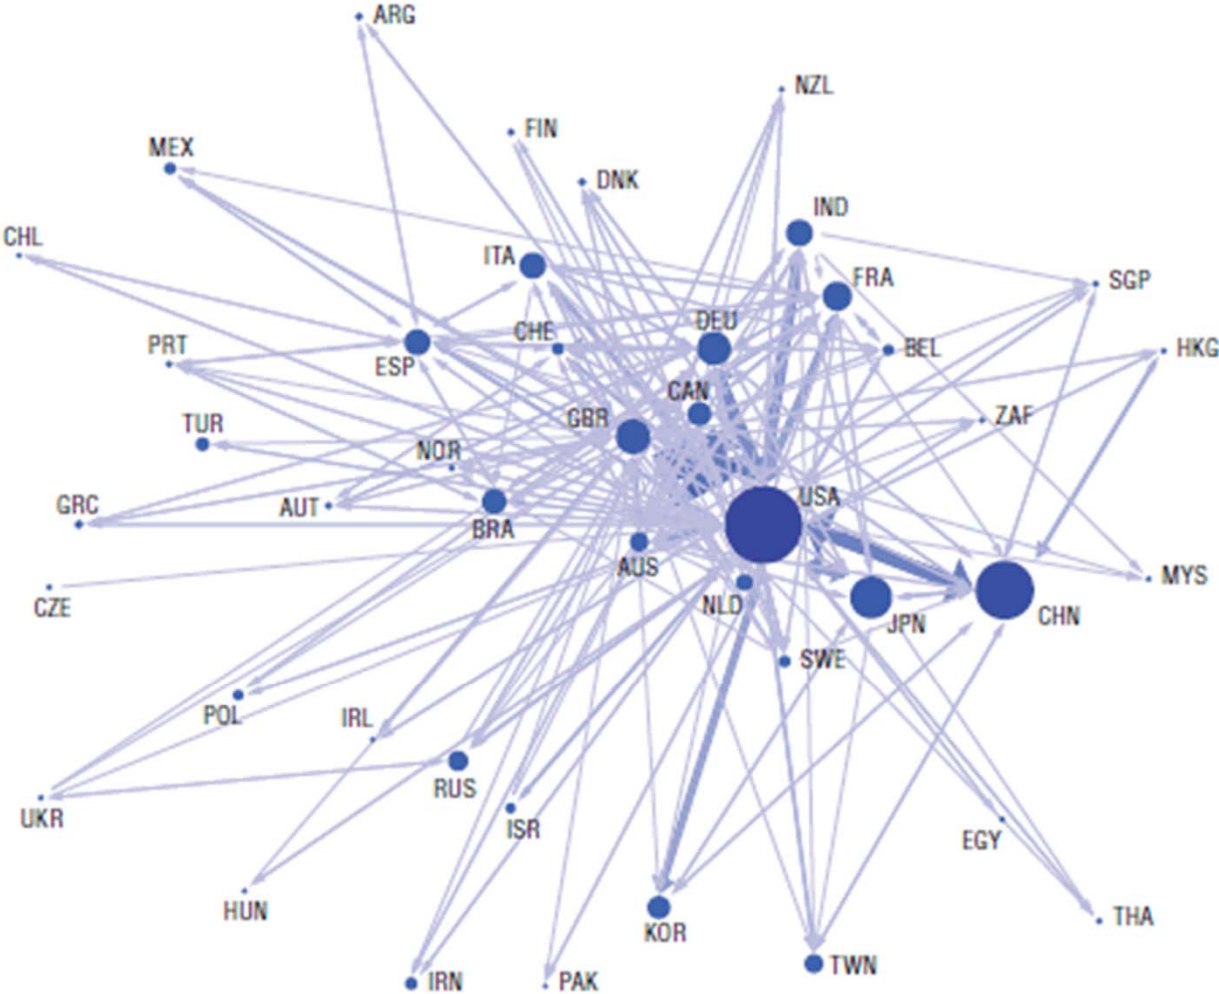 ARG
NZL
FIN
MEX
DNK
IND
CHL
ITA
FRA
SGP
DEU
CHE
PRT
ESP
BEL
HKG
CAN
GBR
ZAF
TUR
NOR
USA
GRC
AUT
BRA
AUS
MYS
CZE
NLD
CHN
JPN
SWE
POL
IRL
RUS
UKR
ISR
EGY
HUN
THA
KOR
TWN
IRN
PAK